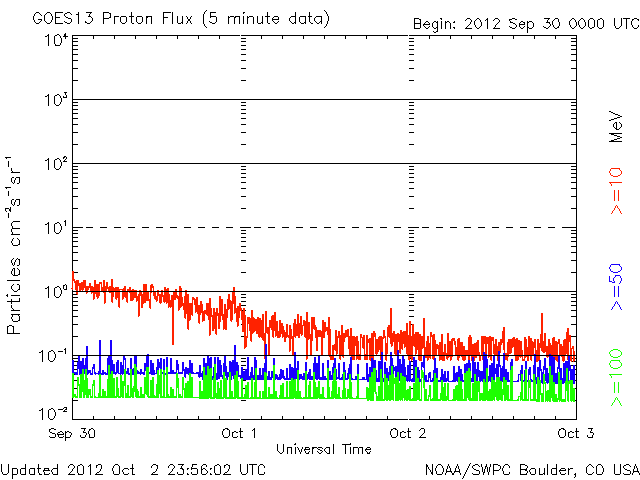 GOES13 Proton Flux (5 minute data)
Begin: 2012 Sep 30 0000 UTC
10⁴
10³
10²
10¹
10⁰
10⁻¹
10⁻²
Particles cm⁻²s⁻¹sr⁻¹
MeV
>=10
>=50
>=100
Sep 30
Oct 1
Oct 2
Oct 3
Universal Time
Updated 2012 Oct 2 23:56:02 UTC
NOAA/SWPC Boulder, CO USA